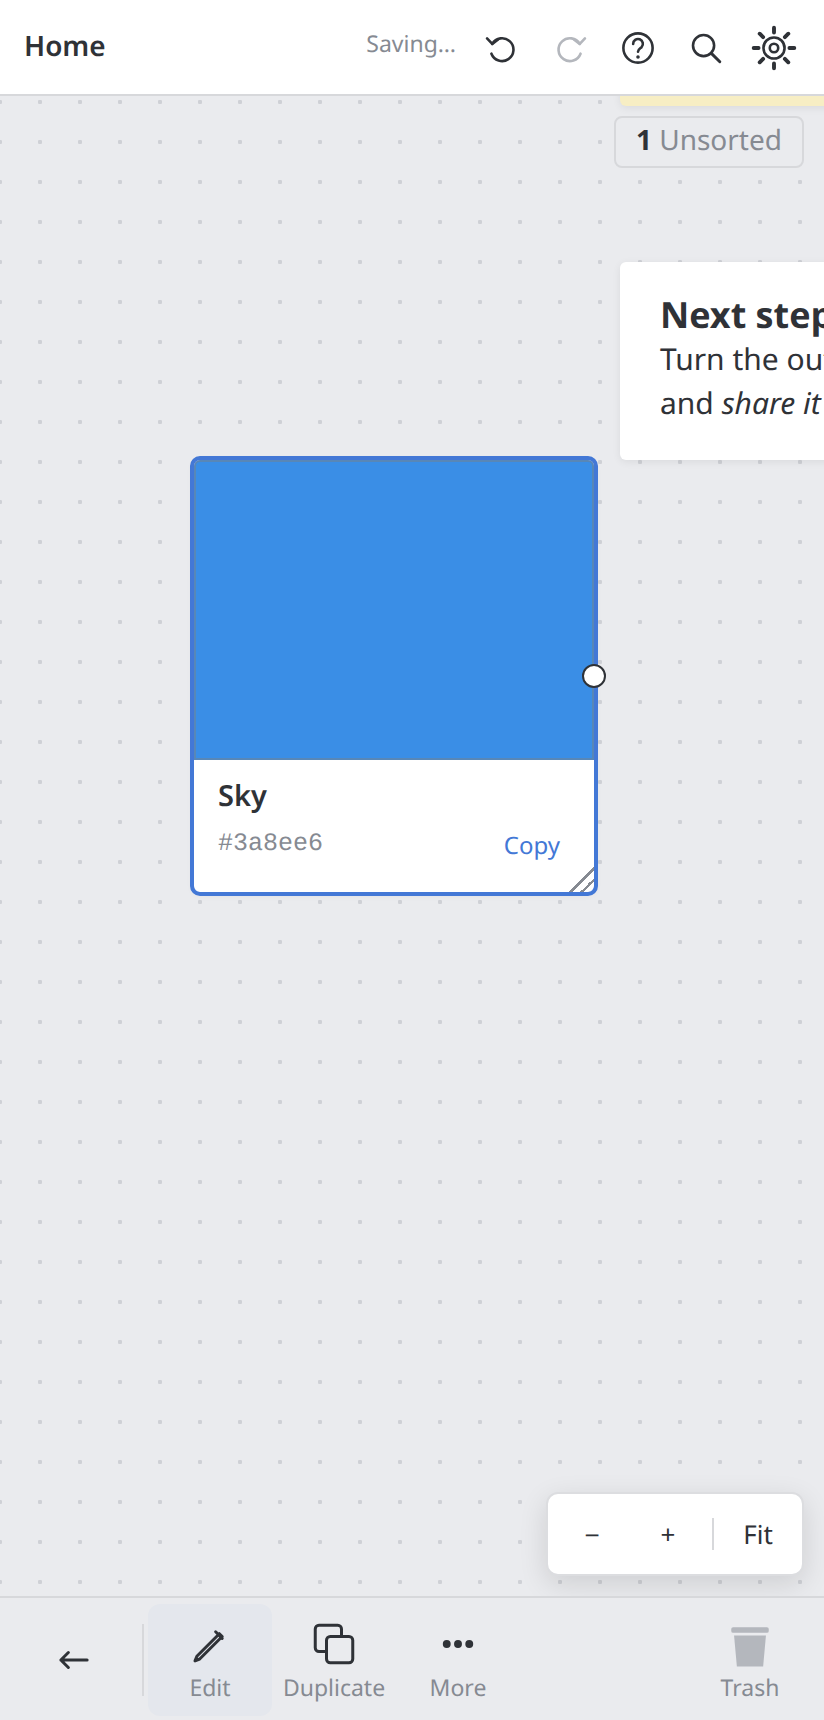 Home
Saving...
1 Unsorted
Next step
Turn the ou
and share it
Sky
#3a8ee6
Copy
− + Fit
Edit
Duplicate
More
Trash